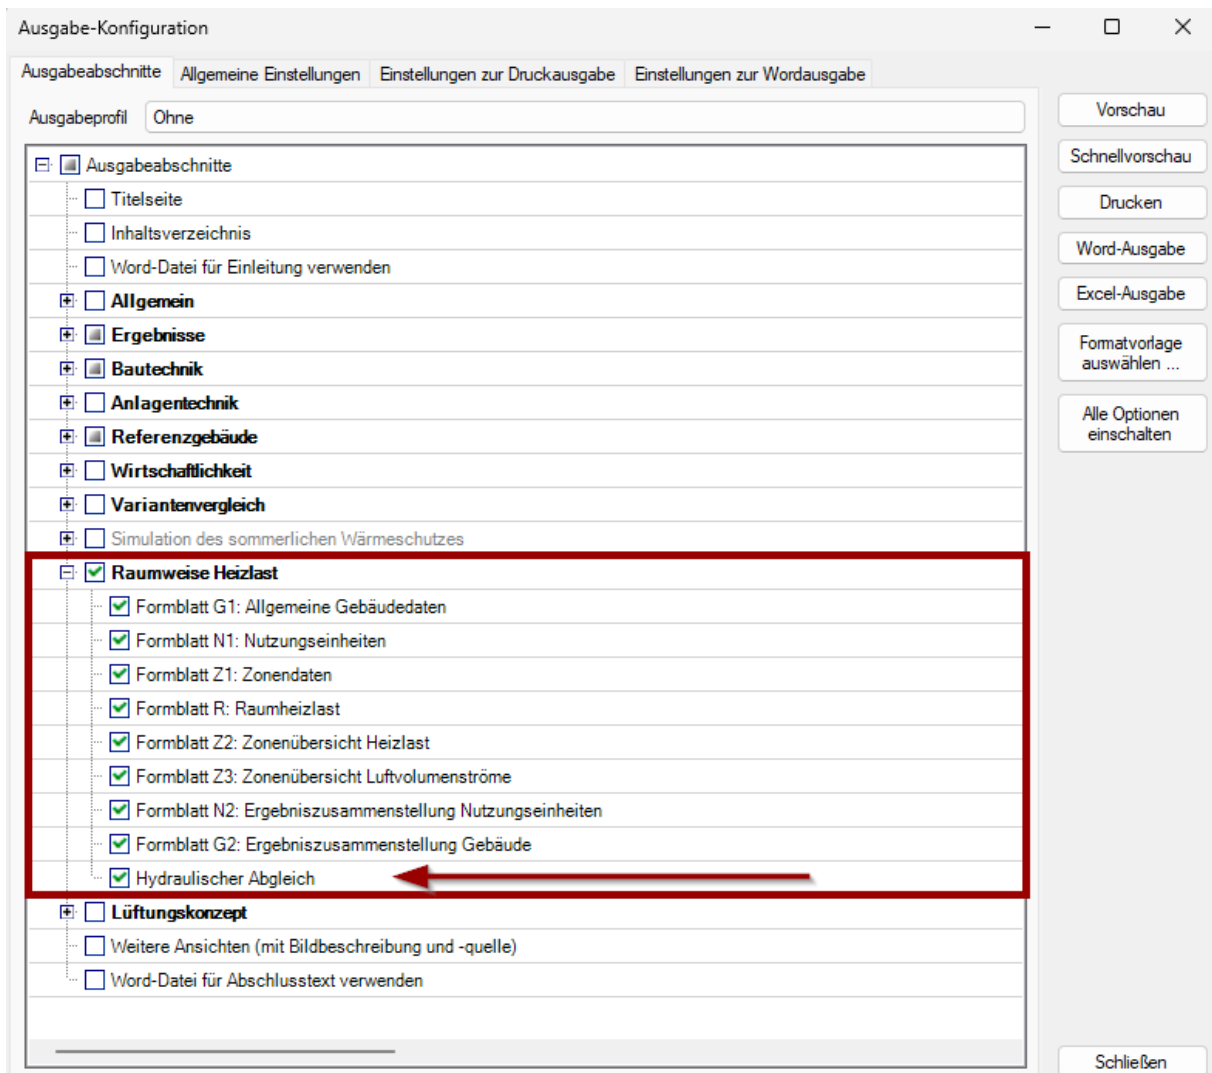 Ausgabe-Konfiguration
Ausgabeabschnitte Allgemeine Einstellungen Einstellungen zur Druckausgabe Einstellungen zur Wordausgabe
Ausgabeprofil Ohne
Ausgabeabschnitte
Titelseite
Inhaltsverzeichnis
Word-Datei für Einleitung verwenden
Allgemein
Ergebnisse
Bautechnik
Anlagentechnik
Referenzgebäude
Wirtschaftlichkeit
Variantenvergleich
Simulation des sommerlichen Wärmeschutzes
Raumweise Heizlast
Formblatt G1: Allgemeine Gebäudedaten
Formblatt N1: Nutzungseinheiten
Formblatt Z1: Zonendaten
Formblatt R: Raumheizlast
Formblatt Z2: Zonenübersicht Heizlast
Formblatt Z3: Zonenübersicht Luftvolumenströme
Formblatt N2: Ergebniszusammenstellung Nutzungseinheiten
Formblatt G2: Ergebniszusammenstellung Gebäude
Hydraulischer Abgleich
Lüftungskonzept
Weitere Ansichten (mit Bildbeschreibung und -quelle)
Word-Datei für Abschlusstext verwenden
Vorschau
Schnellvorschau
Drucken
Word-Ausgabe
Excel-Ausgabe
Formatvorlage
auswählen ...
Alle Optionen
einschalten
Schließen